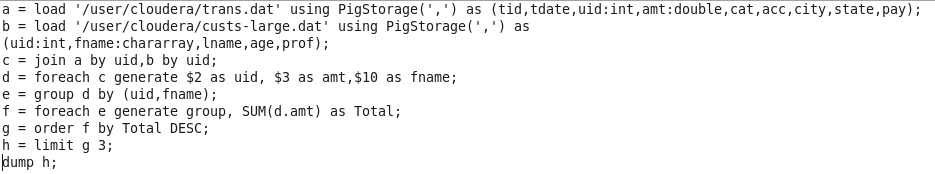 a = load '/user/cloudera/trans.dat' using PigStorage(',') as (tid,tdate,uid:int,amt:double,cat,acc,city,state,pay);
b = load '/user/cloudera/custs-large.dat' using PigStorage(',') as
(uid:int,fname:chararray,lname,age,prof);
c = join a by uid,b by uid;
d = foreach c generate $2 as uid, $3 as amt,$10 as fname;
e = group d by (uid,fname);
f = foreach e generate group, SUM(d.amt) as Total;
g = order f by Total DESC;
h = limit g 3;
dump h;